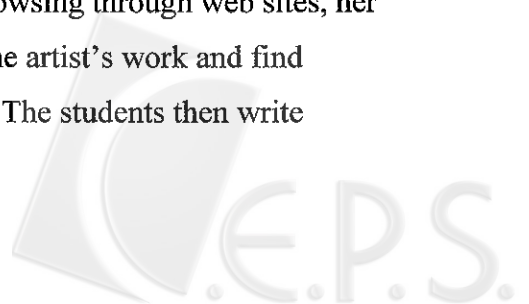 owsing through web sites, her
ne artist's work and find
The students then write
C.E.P.S.